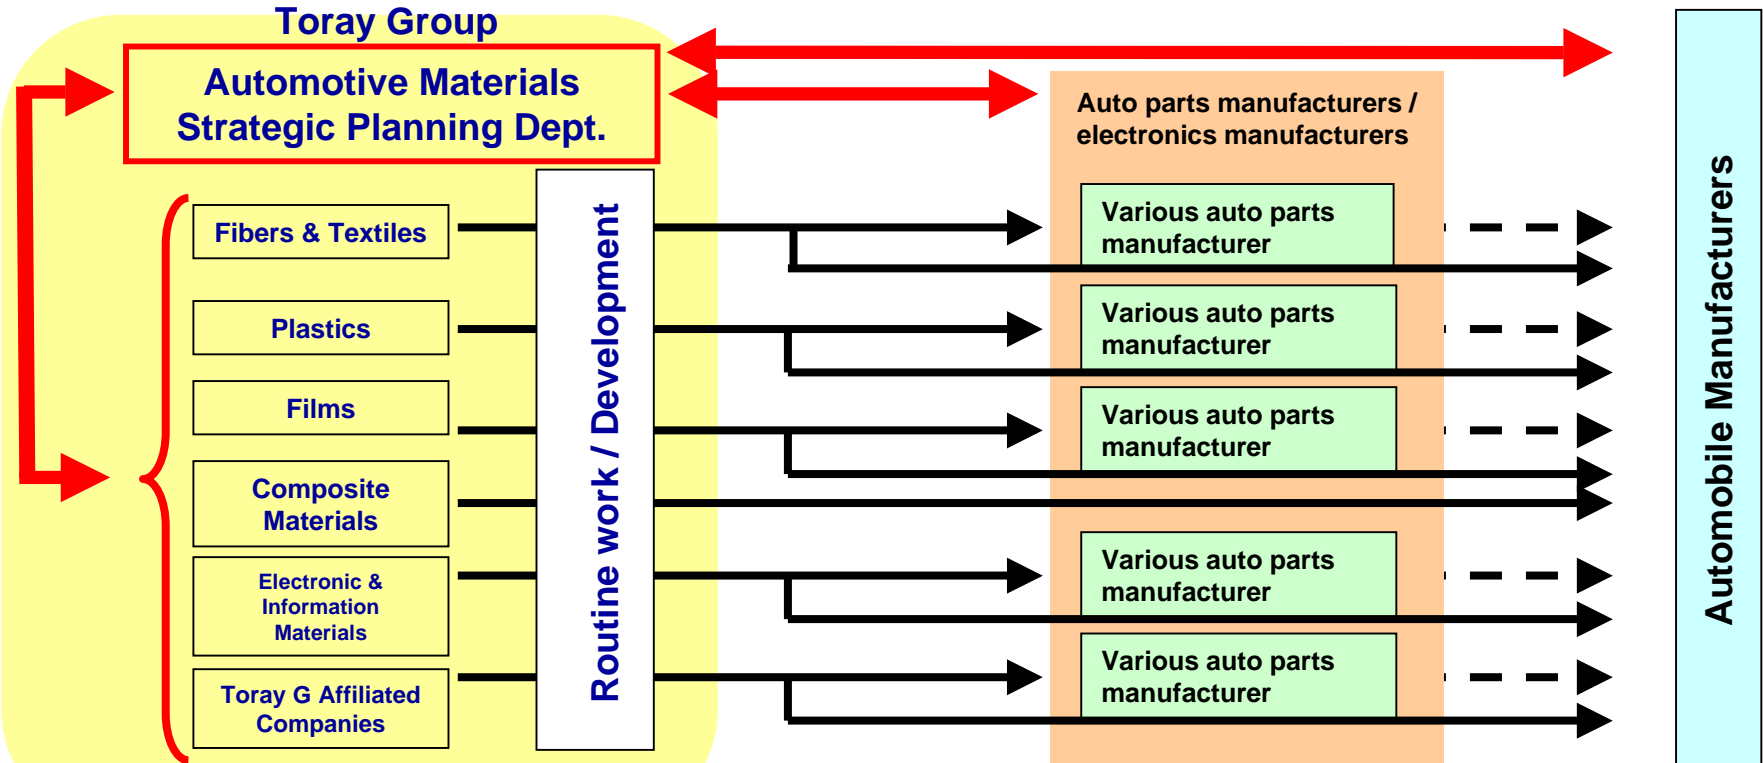 Toray Group
Automotive Materials
Strategic Planning Dept.
Auto parts manufacturers /
electronics manufacturers
Fibers & Textiles
Plastics
Films
Composite
Materials
Electronic &
Information
Materials
Toray G Affiliated
Companies
Routine work / Development
Various auto parts
manufacturer
Various auto parts
manufacturer
Various auto parts
manufacturer
Various auto parts
manufacturer
Various auto parts
manufacturer
Automobile Manufacturers